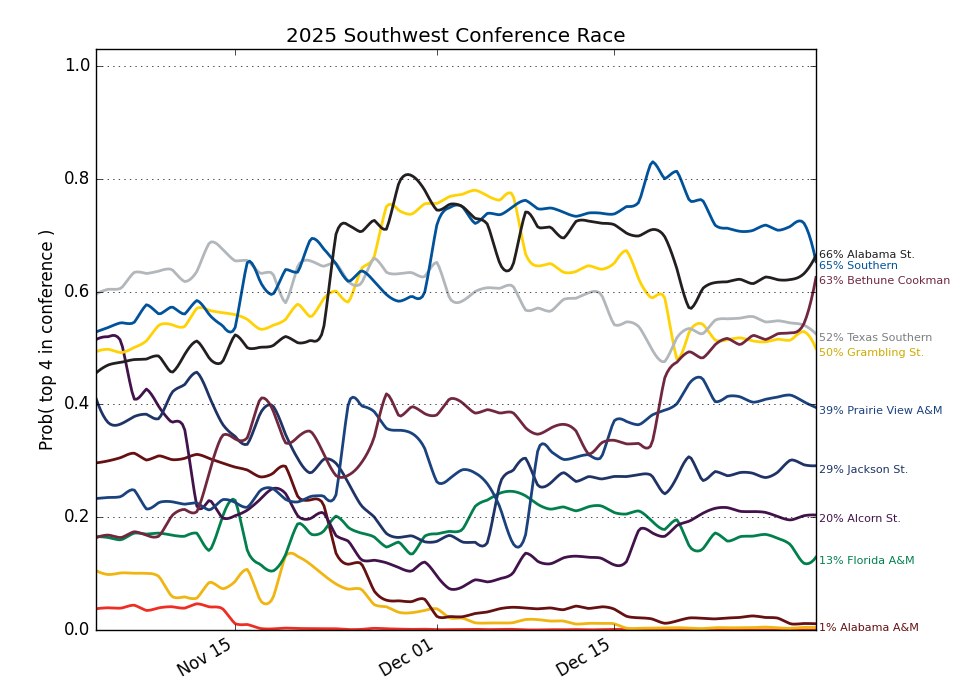 2025 Southwest Conference Race
Prob( top 4 in conference )
1.0
0.8
0.6
0.4
0.2
0.0
Nov 15
Dec 01
Dec 15
66% Alabama St.
65% Southern
63% Bethune Cookman
52% Texas Southern
50% Grambling St.
39% Prairie View A&M
29% Jackson St.
20% Alcorn St.
13% Florida A&M
1% Alabama A&M